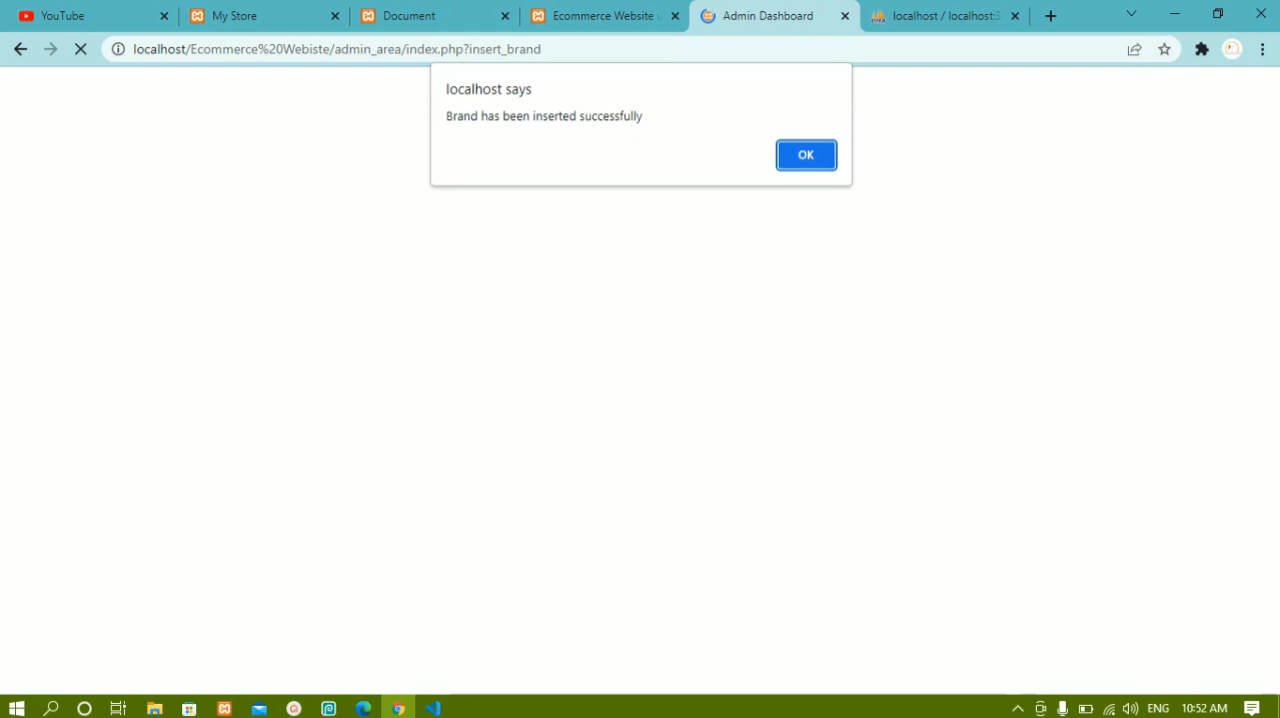 YouTube
My Store
Document
Ecommerce Website u
Admin Dashboard
localhost / localhost:3
localhost/Ecommerce%20Webiste/admin_area/index.php?insert_brand
localhost says
Brand has been inserted successfully
OK
ENG
10:52 AM